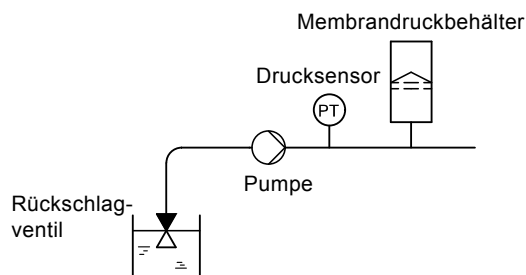 Membrandruckbehälter
Drucksensor
PT
Pumpe
Rückschlag-
ventil